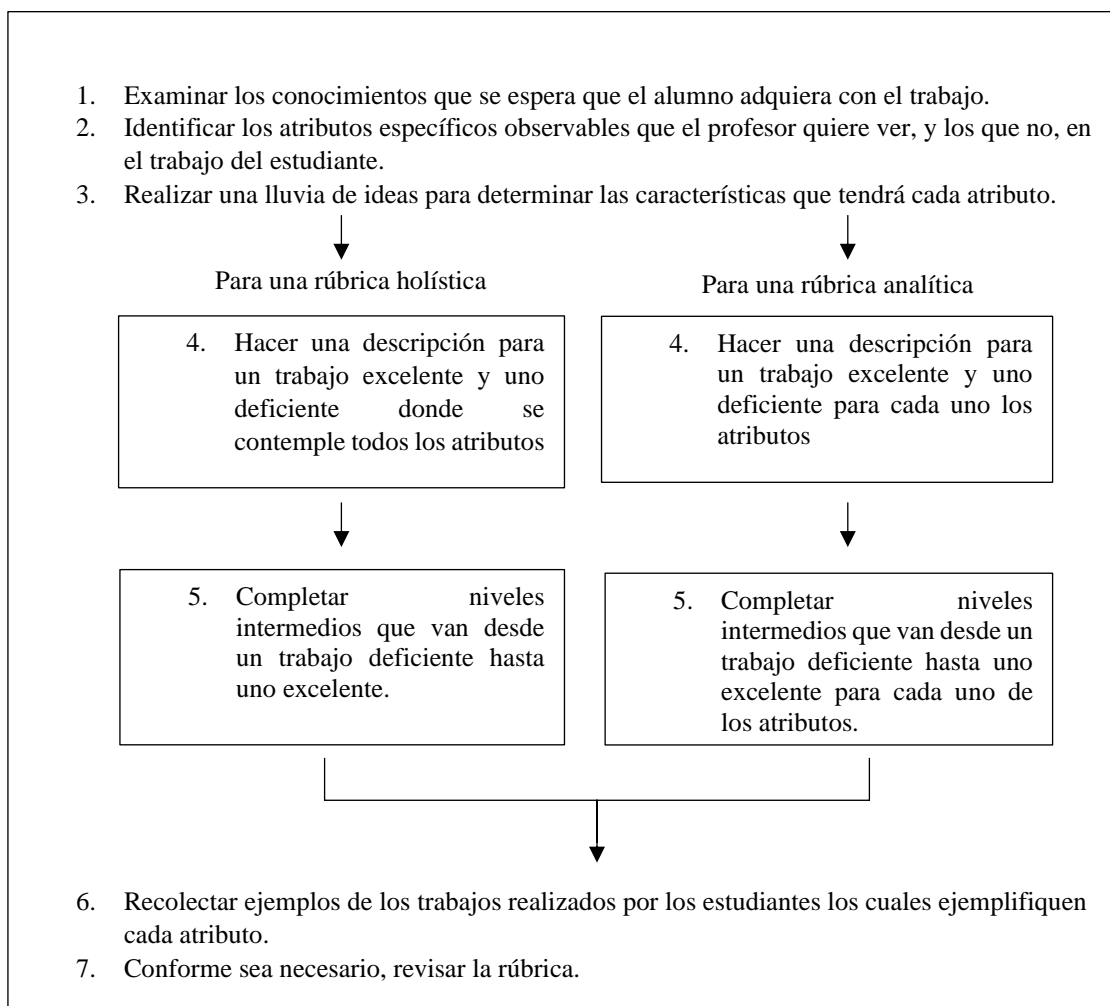 1. Examinar los conocimientos que se espera que el alumno adquiera con el trabajo.
2. Identificar los atributos específicos observables que el profesor quiere ver, y los que no, en
el trabajo del estudiante.
3. Realizar una lluvia de ideas para determinar las características que tendrá cada atributo.
Para una rúbrica holística
4. Hacer una descripción para
un trabajo excelente y uno
deficiente donde se
contemple todos los atributos
5. Completar niveles
intermedios que van desde
un trabajo deficiente hasta
uno excelente.
Para una rúbrica analítica
4. Hacer una descripción para
un trabajo excelente y uno
deficiente para cada uno los
atributos
5. Completar niveles
intermedios que van desde un
trabajo deficiente hasta uno
excelente para cada uno de
los atributos.
6. Recolectar ejemplos de los trabajos realizados por los estudiantes los cuales ejemplifiquen
cada atributo.
7. Conforme sea necesario, revisar la rúbrica.